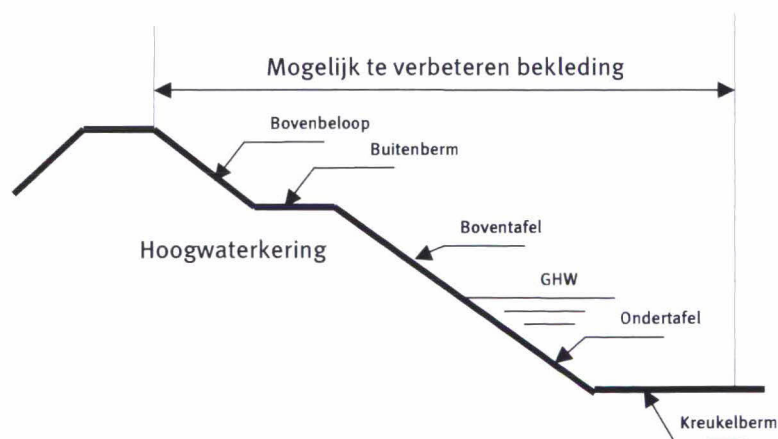 Mogelijk te verbeteren bekleding
Bovenbeloop
Buitenberm
Boventafel
Hoogwaterkering
GHW
Ondertafel
Kreukelberm